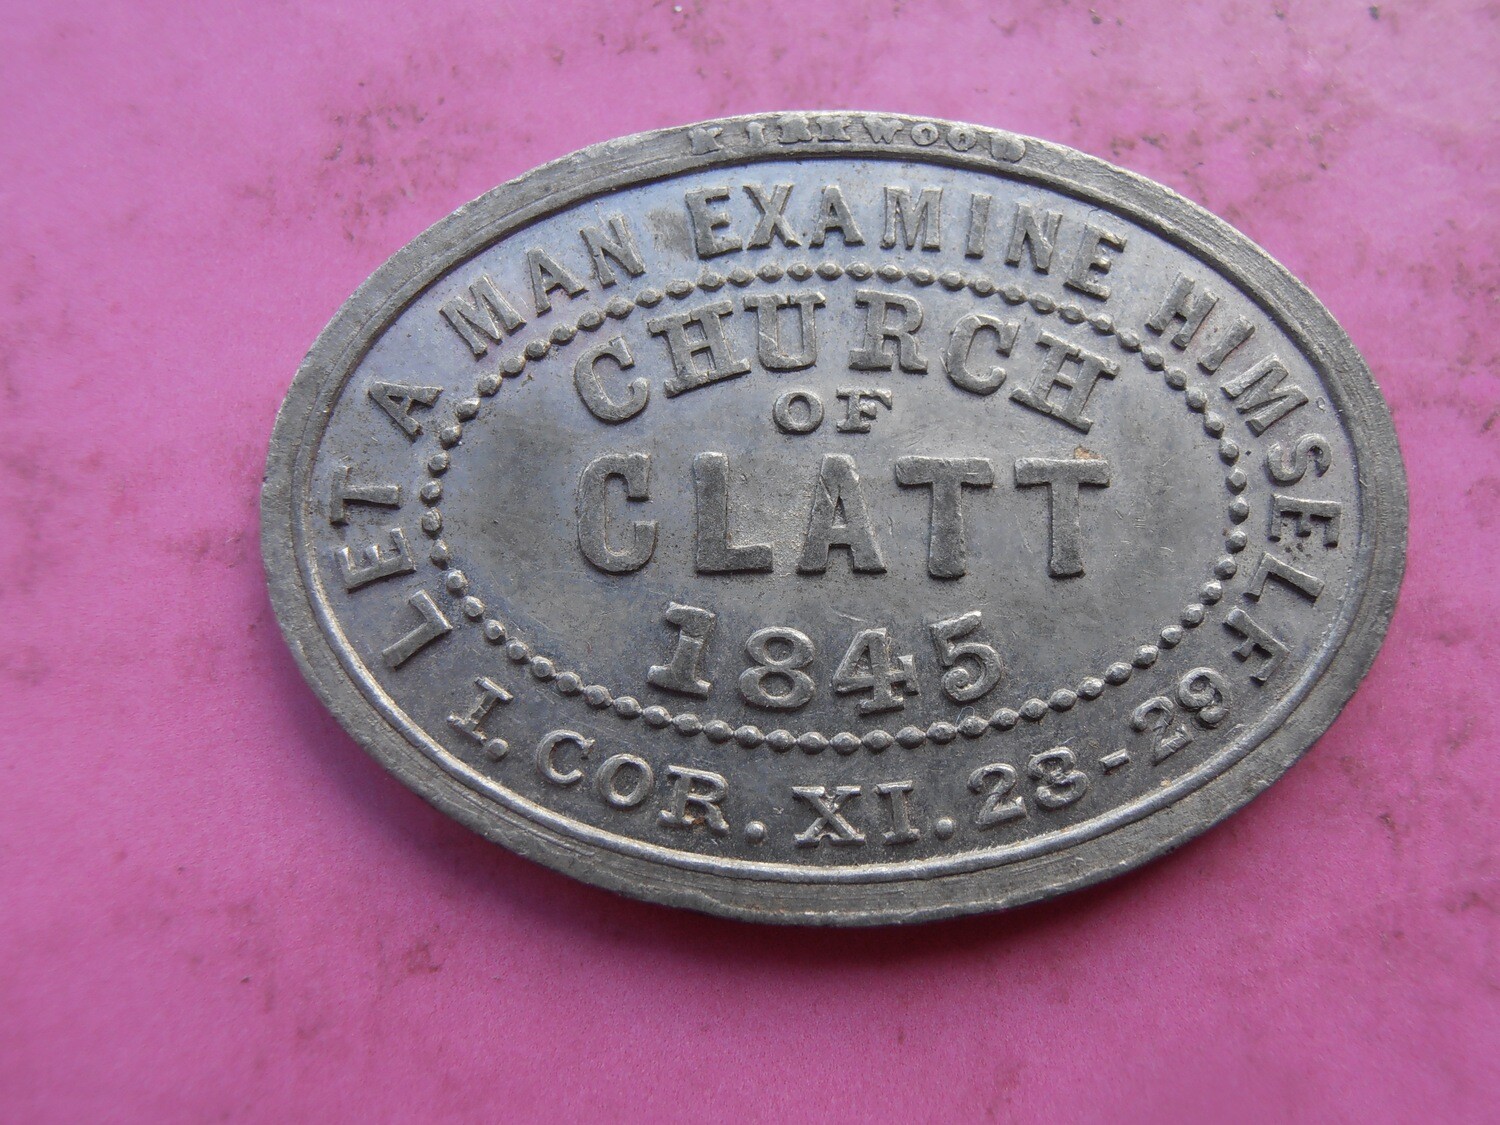 KIRKWOOD
LET A MAN EXAMINE HIMSELF
CHURCH
OF
CLATT
1845
I. COR. XI. 23-29